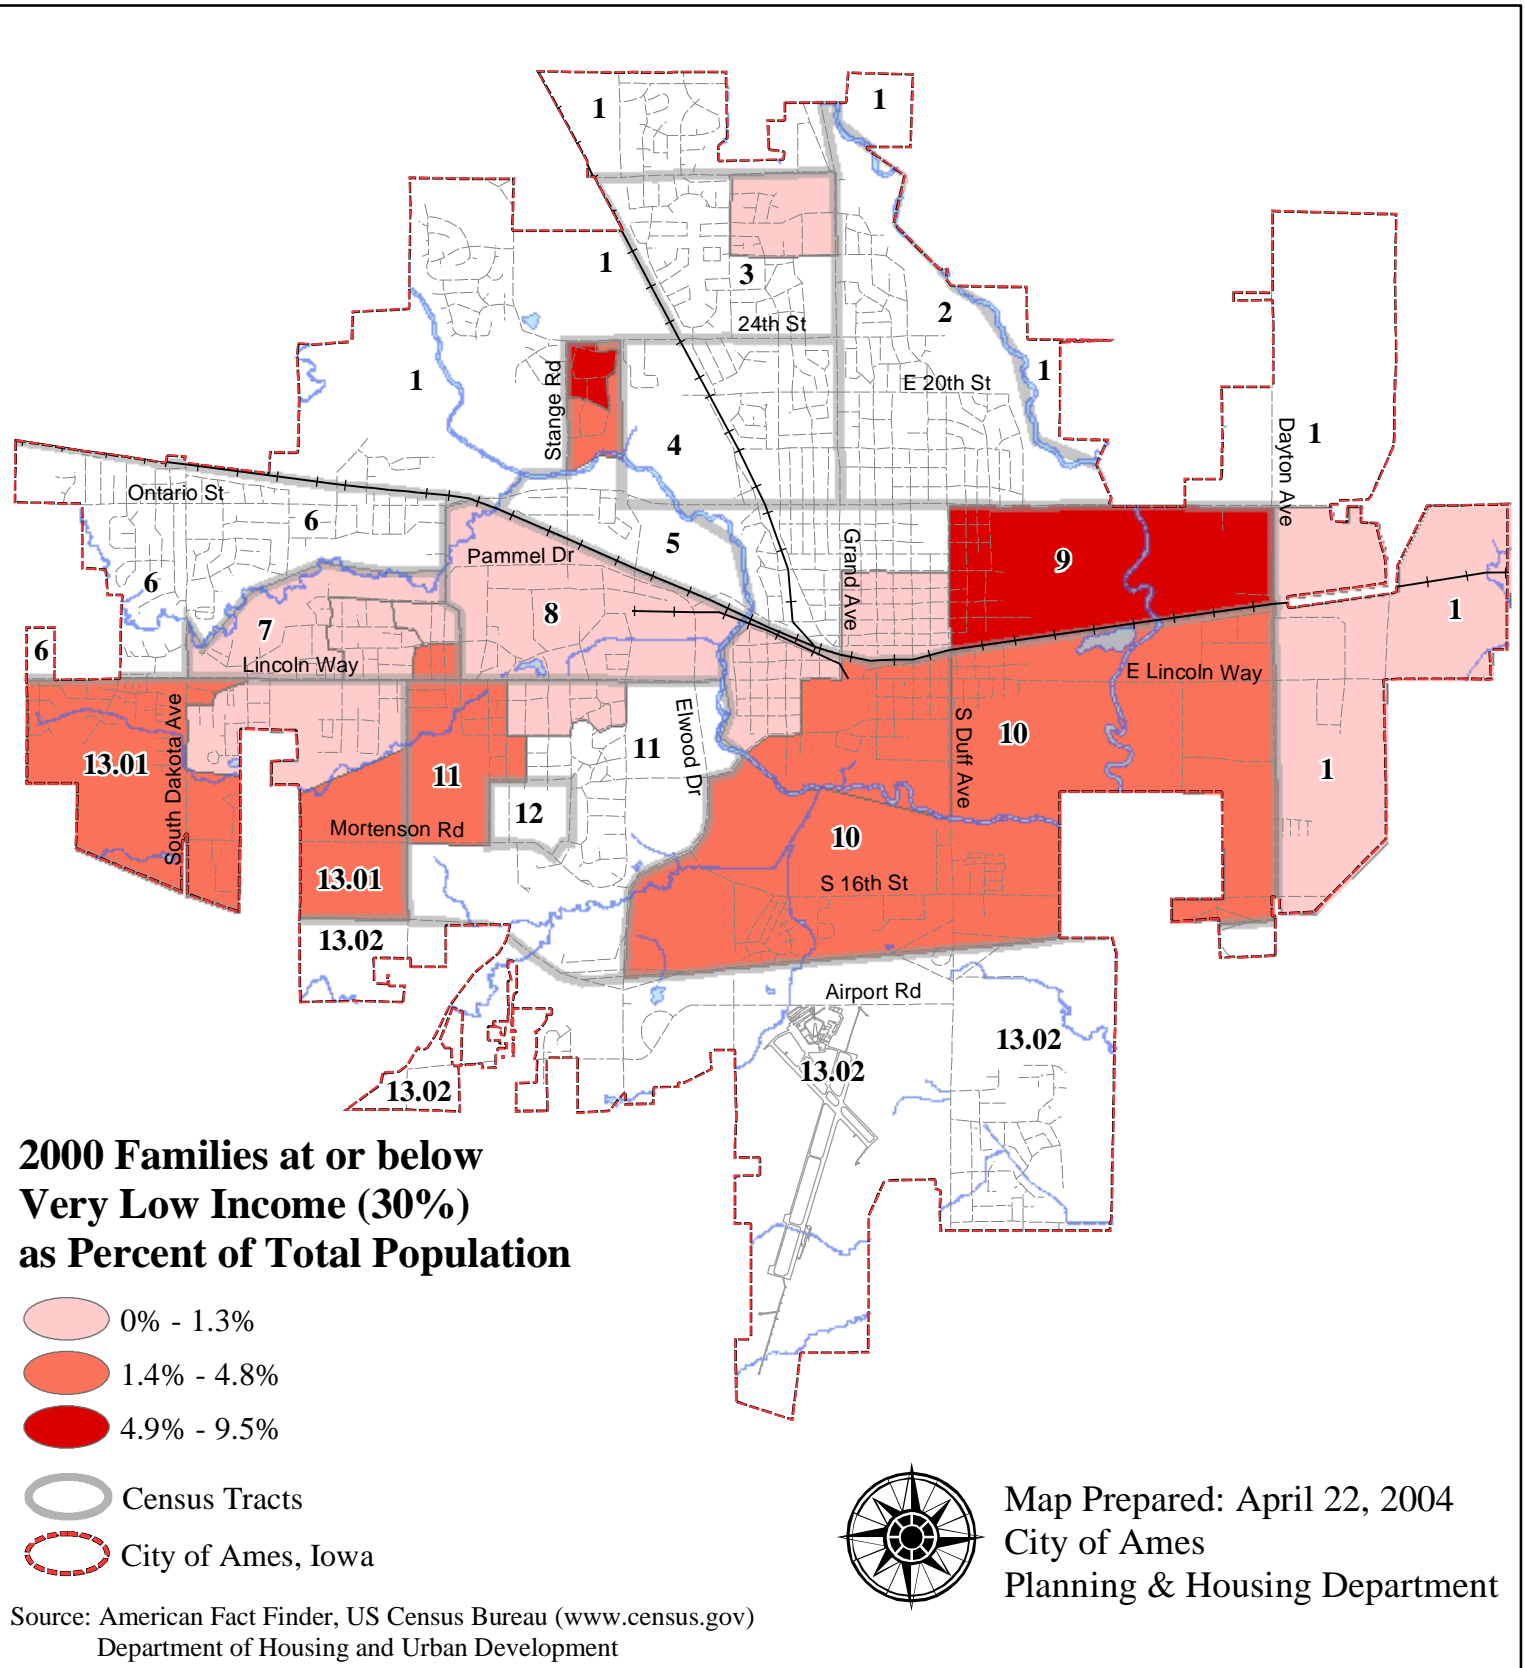 1
1
1
3
24th St
2
E 20th St
1
1
Stange Rd
4
Dayton Ave
1
Ontario St
6
6
6
Pammel Dr
5
Grand Ave
9
1
7
8
Lincoln Way
E Lincoln Way
13.01
South Dakota Ave
11
11
Elwood Dr
S Duff Ave
10
1
12
Mortenson Rd
10
13.01
S 16th St
13.02
Airport Rd
13.02
13.02
13.02
2000 Families at or below
Very Low Income (30%)
as Percent of Total Population
0% - 1.3%
1.4% - 4.8%
4.9% - 9.5%
Census Tracts
City of Ames, Iowa
Map Prepared: April 22, 2004
City of Ames
Planning & Housing Department
Source: American Fact Finder, US Census Bureau (www.census.gov)
Department of Housing and Urban Development